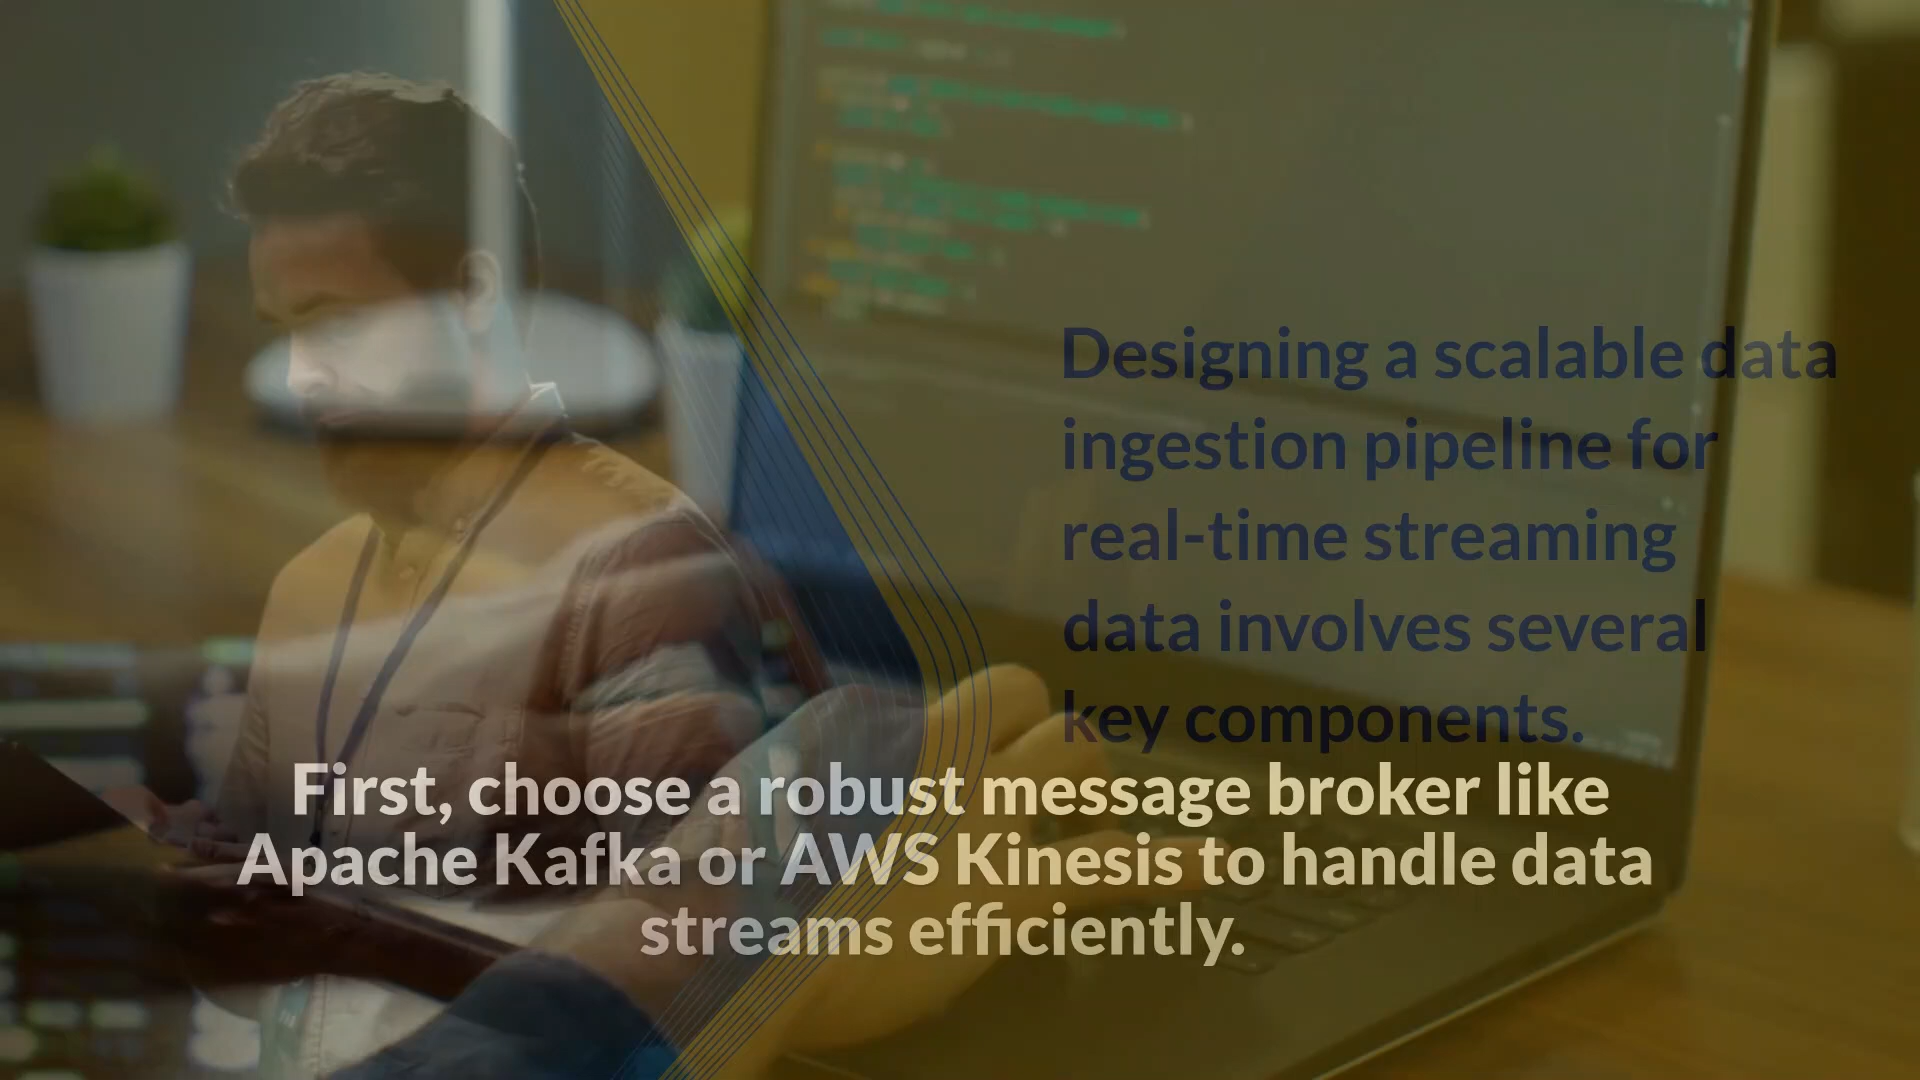 Designing a scalable data
ingestion pipeline for
real-time streaming
data involves several
key components.
First, choose a robust message broker like
Apache Kafka or AWS Kinesis to handle data
streams efficiently.